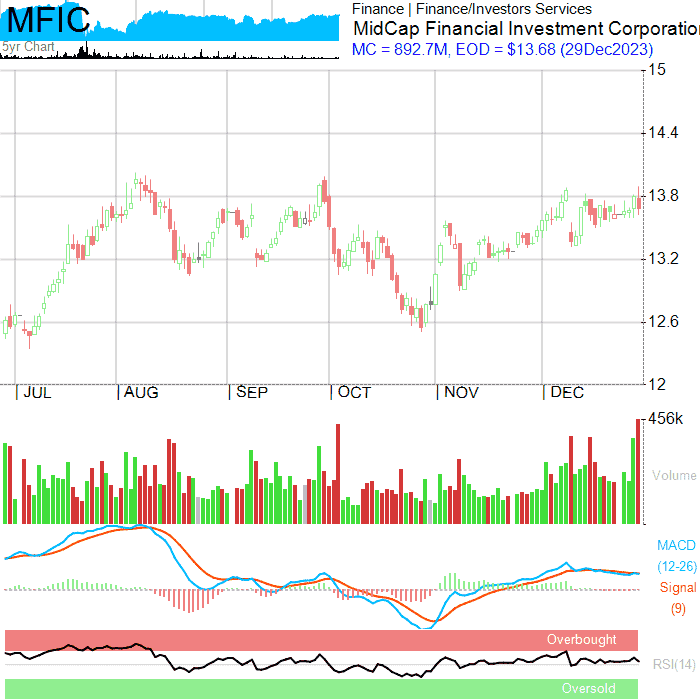 MFIC
5yr Chart
Finance | Finance/Investors Services
MidCap Financial Investment Corporation
MC = 892.7M, EOD = $13.68 (29Dec2023)
15
14.4
13.8
13.2
12.6
12
JUL AUG SEP OCT NOV DEC
456k
Volume
MACD
(12-26)
Signal
(9)
Overbought
RSI(14)
Oversold